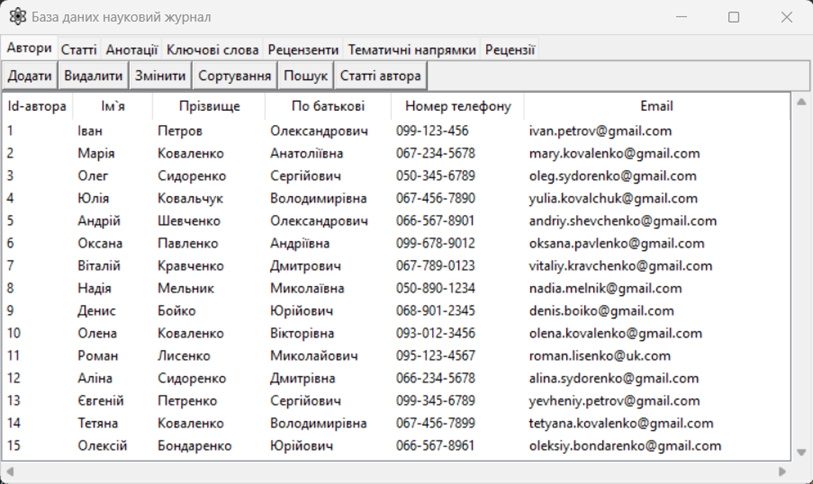 База даних науковий журнал
Автори Статті Анотації Ключові слова Рецензенти Тематичні напрямки Рецензії
Додати Видалити Змінити Сортування Пошук Статті автора
Id-автора Ім`я Прізвище По батькові Номер телефону Email
1 Іван Петров Олександрович 099-123-456 ivan.petrov@gmail.com
2 Марія Коваленко Анатоліївна 067-234-5678 mary.kovalenko@gmail.com
3 Олег Сидоренко Сергійович 050-345-6789 oleg.sydorenko@gmail.com
4 Юлія Ковальчук Володимирівна 067-456-7890 yulia.kovalchuk@gmail.com
5 Андрій Шевченко Олександрович 066-567-8901 andriy.shevchenko@gmail.com
6 Оксана Павленко Андріївна 099-678-9012 oksana.pavlenko@gmail.com
7 Віталій Кравченко Дмитрович 067-789-0123 vitaliy.kravchenko@gmail.com
8 Надія Мельник Миколаївна 050-890-1234 nadia.melnik@gmail.com
9 Денис Бойко Юрійович 068-901-2345 denis.boiko@gmail.com
10 Олена Коваленко Вікторівна 093-012-3456 olena.kovalenko@gmail.com
11 Роман Лисенко Миколайович 095-123-4567 roman.lisenko@uk.com
12 Аліна Сидоренко Дмитрівна 066-234-5678 alina.sydorenko@gmail.com
13 Євгеній Петренко Сергійович 099-345-6789 yevheniy.petrov@gmail.com
14 Тетяна Коваленко Володимирівна 067-456-7899 tetyana.kovalenko@gmail.com
15 Олексій Бондаренко Юрійович 066-567-8961 oleksiy.bondarenko@gmail.com